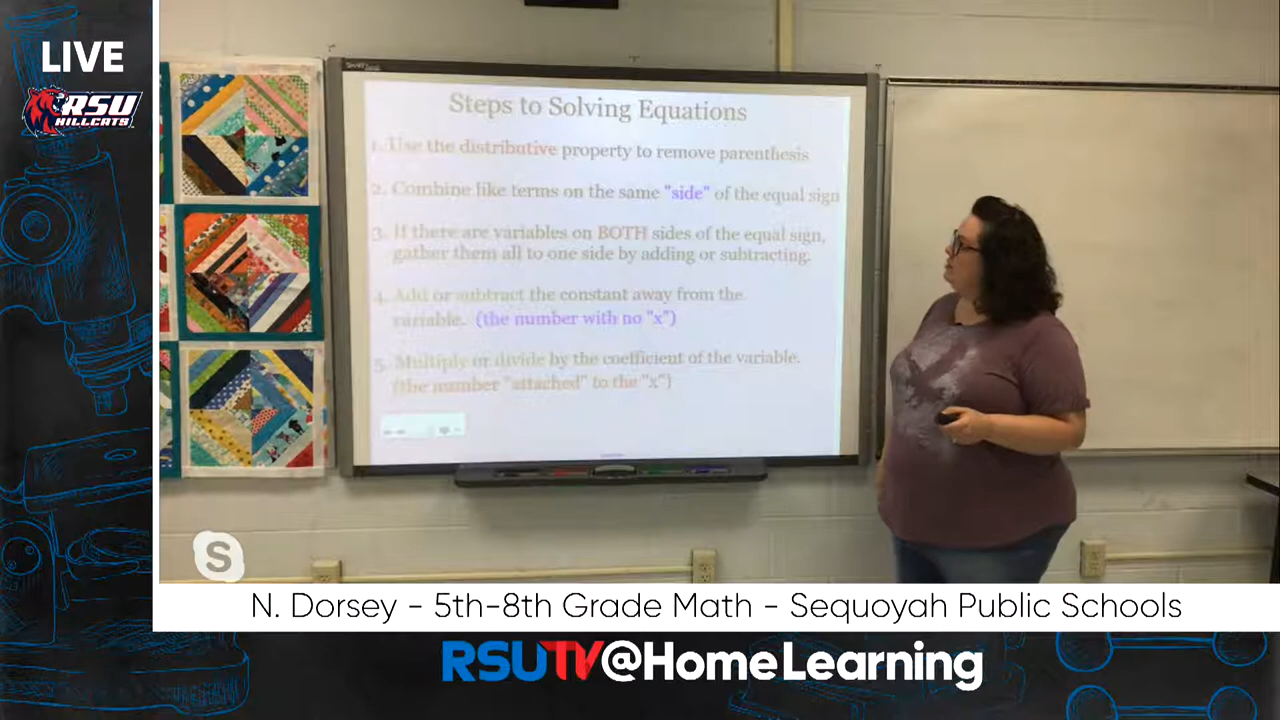 LIVE
RSU
HILLCATS
Steps to Solving Equations
1. Use the distributive property to remove parenthesis
2. Combine like terms on the same "side" of the equal sign
3. If there are variables on BOTH sides of the equal sign,
gather them all to one side by adding or subtracting.
4. Add or subtract the constant away from the
variable. (the number with no "x")
5. Multiply or divide by the coefficient of the variable.
(the number "attached" to the "x")
S
N. Dorsey - 5th-8th Grade Math - Sequoyah Public Schools
RSUTV@HomeLearning